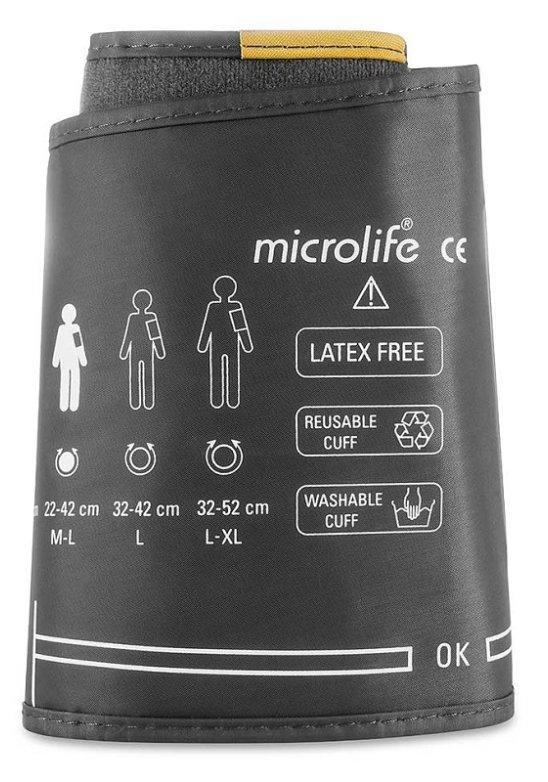 microlife® CE
LATEX FREE
REUSABLE
CUFF
WASHABLE
CUFF
22-42 cm 32-42 cm 32-52 cm
M-L L L-XL
OK